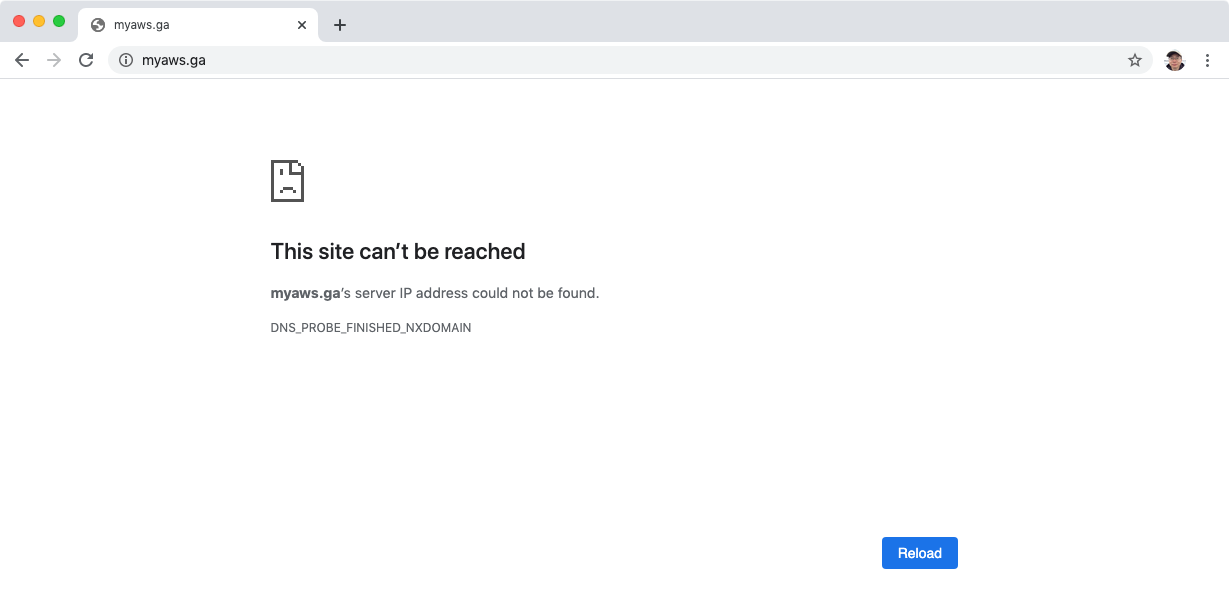 myaws.ga
myaws.ga
This site can’t be reached
myaws.ga’s server IP address could not be found.
DNS_PROBE_FINISHED_NXDOMAIN
Reload